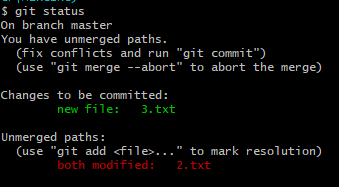 $ git status
On branch master
You have unmerged paths.
  (fix conflicts and run "git commit")
  (use "git merge --abort" to abort the merge)

Changes to be committed:
        new file:   3.txt

Unmerged paths:
  (use "git add <file>..." to mark resolution)
        both modified:   2.txt